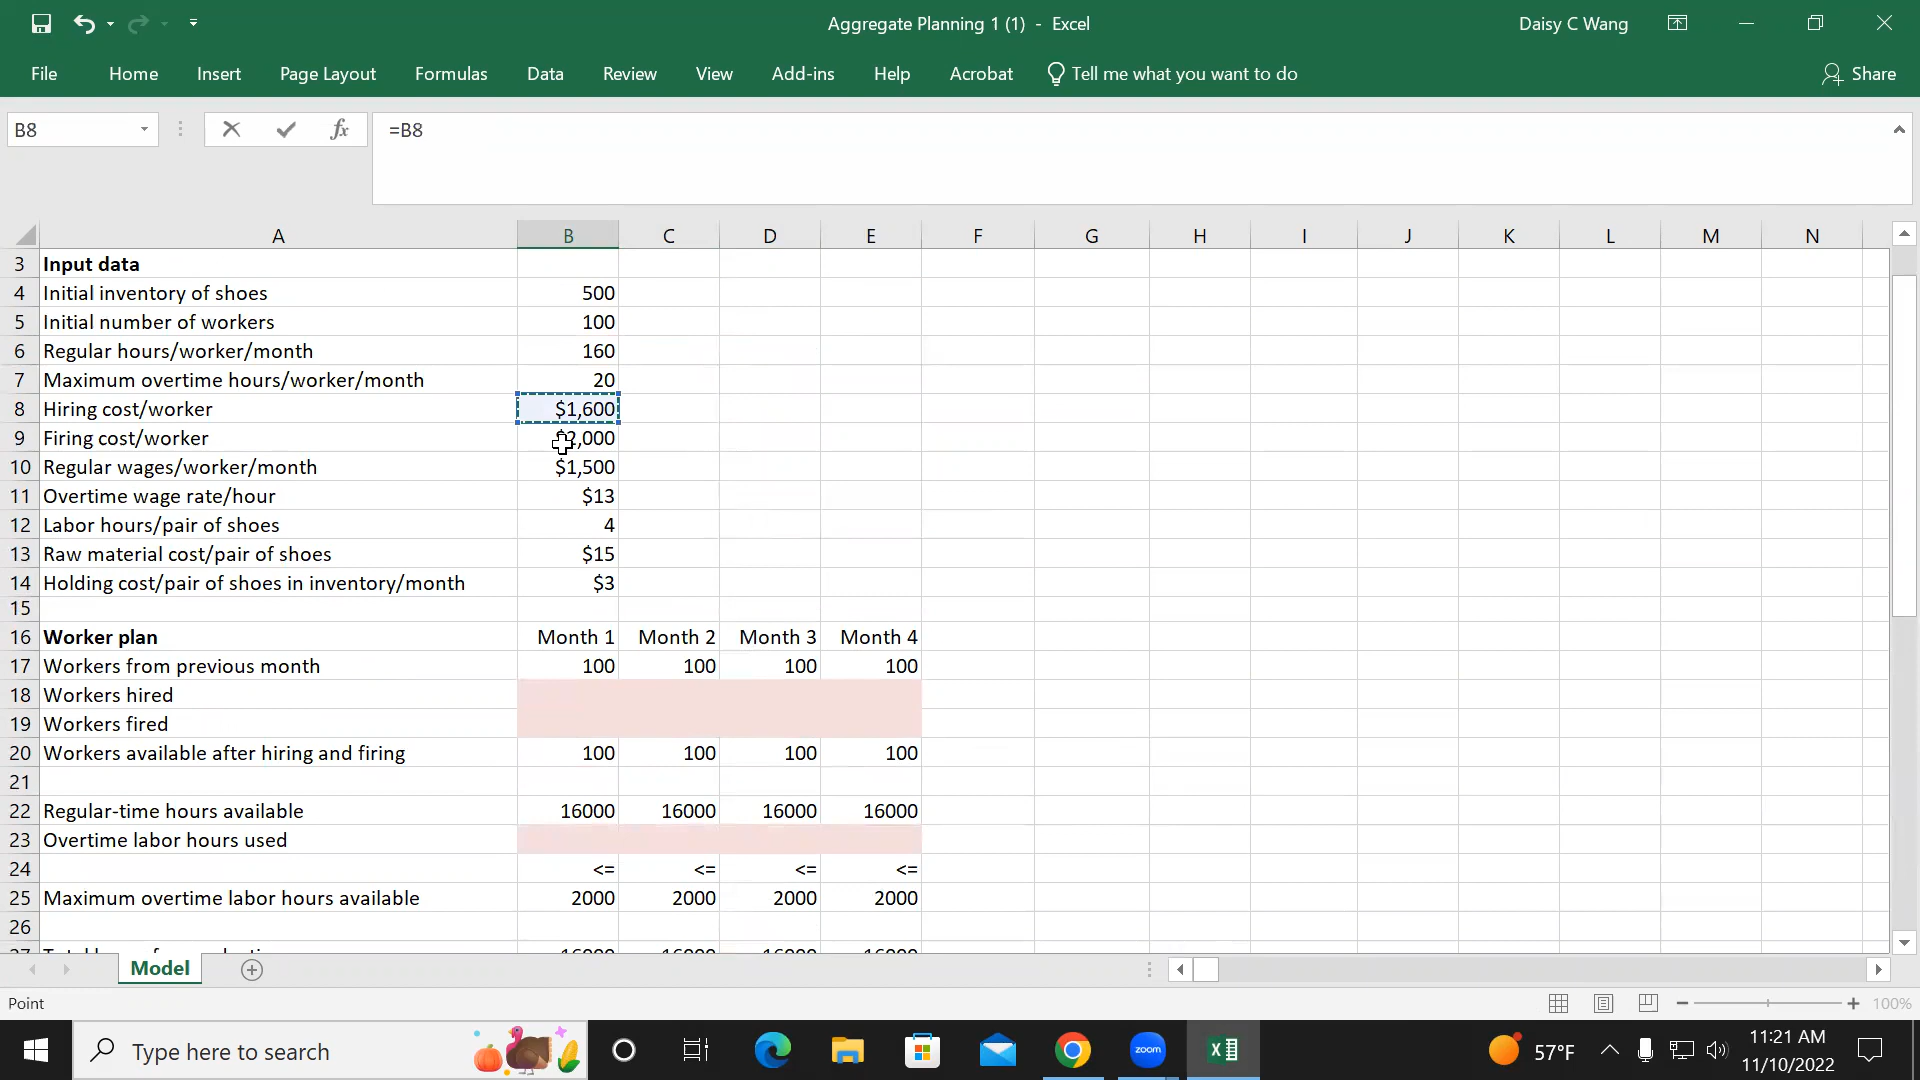 Aggregate Planning 1 (1) - Excel
Daisy C Wang
File Home Insert Page Layout Formulas Data Review View Add-ins Help Acrobat Tell me what you want to do Share
B8 fx =B8
A B C D E F G H I J K L M N
3 Input data
4 Initial inventory of shoes 500
5 Initial number of workers 100
6 Regular hours/worker/month 160
7 Maximum overtime hours/worker/month 20
8 Hiring cost/worker $1,600
9 Firing cost/worker $2,000
10 Regular wages/worker/month $1,500
11 Overtime wage rate/hour $13
12 Labor hours/pair of shoes 4
13 Raw material cost/pair of shoes $15
14 Holding cost/pair of shoes in inventory/month $3
15
16 Worker plan Month 1 Month 2 Month 3 Month 4
17 Workers from previous month 100 100 100 100
18 Workers hired
19 Workers fired
20 Workers available after hiring and firing 100 100 100 100
21
22 Regular-time hours available 16000 16000 16000 16000
23 Overtime labor hours used
24 <= <= <= <=
25 Maximum overtime labor hours available 2000 2000 2000 2000
26
Model
Point 100%
Type here to search zoom 57°F 11:21 AM
11/10/2022